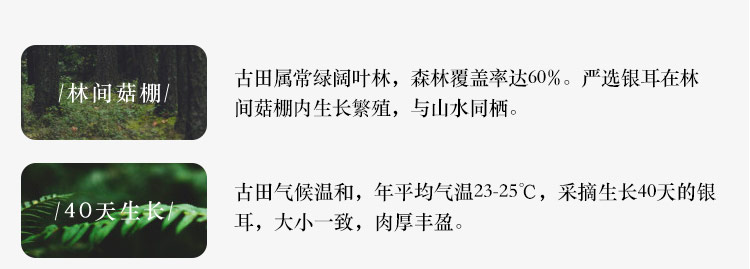 /林间菇棚/
古田属常绿阔叶林，森林覆盖率达60%。严选银耳在林
间菇棚内生长繁殖，与山水同栖。
/40天生长/
古田气候温和，年平均气温23-25℃，采摘生长40天的银
耳，大小一致，肉厚丰盈。